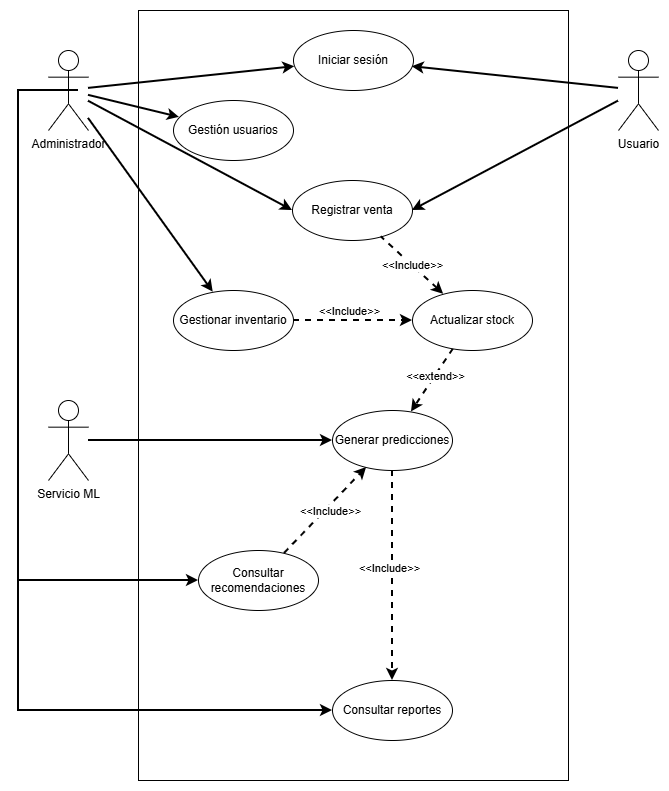 Iniciar sesión
Gestión usuarios
Administrador
Usuario
Registrar venta
<<Include>>
Gestionar inventario
<<Include>>
Actualizar stock
<<extend>>
Generar predicciones
Servicio ML
<<Include>>
<<Include>>
Consultar
recomendaciones
Consultar reportes